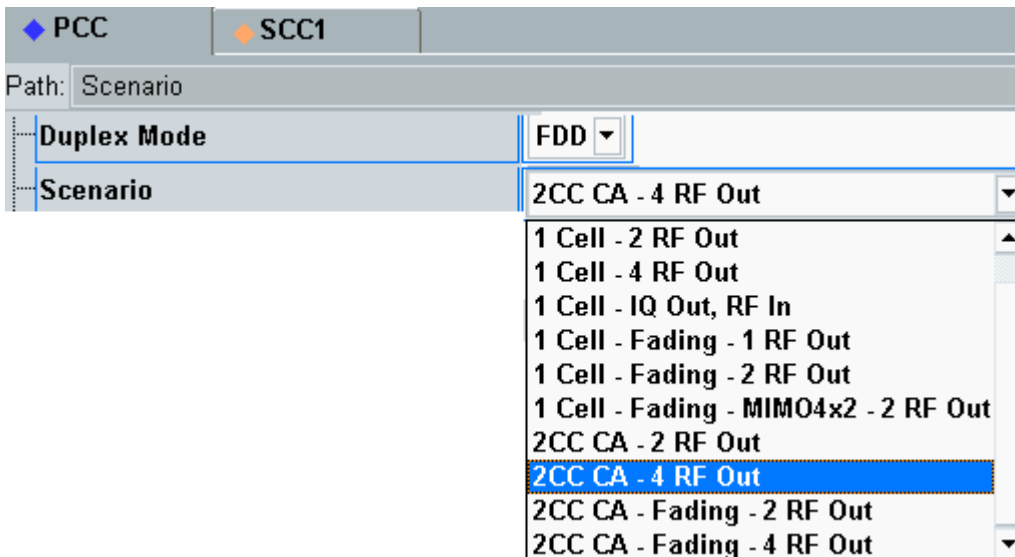 PCC SCC1
Path: Scenario
Duplex Mode FDD
Scenario 2CC CA - 4 RF Out
1 Cell - 2 RF Out
1 Cell - 4 RF Out
1 Cell - IQ Out, RF In
1 Cell - Fading - 1 RF Out
1 Cell - Fading - 2 RF Out
1 Cell - Fading - MIMO4x2 - 2 RF Out
2CC CA - 2 RF Out
2CC CA - 4 RF Out
2CC CA - Fading - 2 RF Out
2CC CA - Fading - 4 RF Out